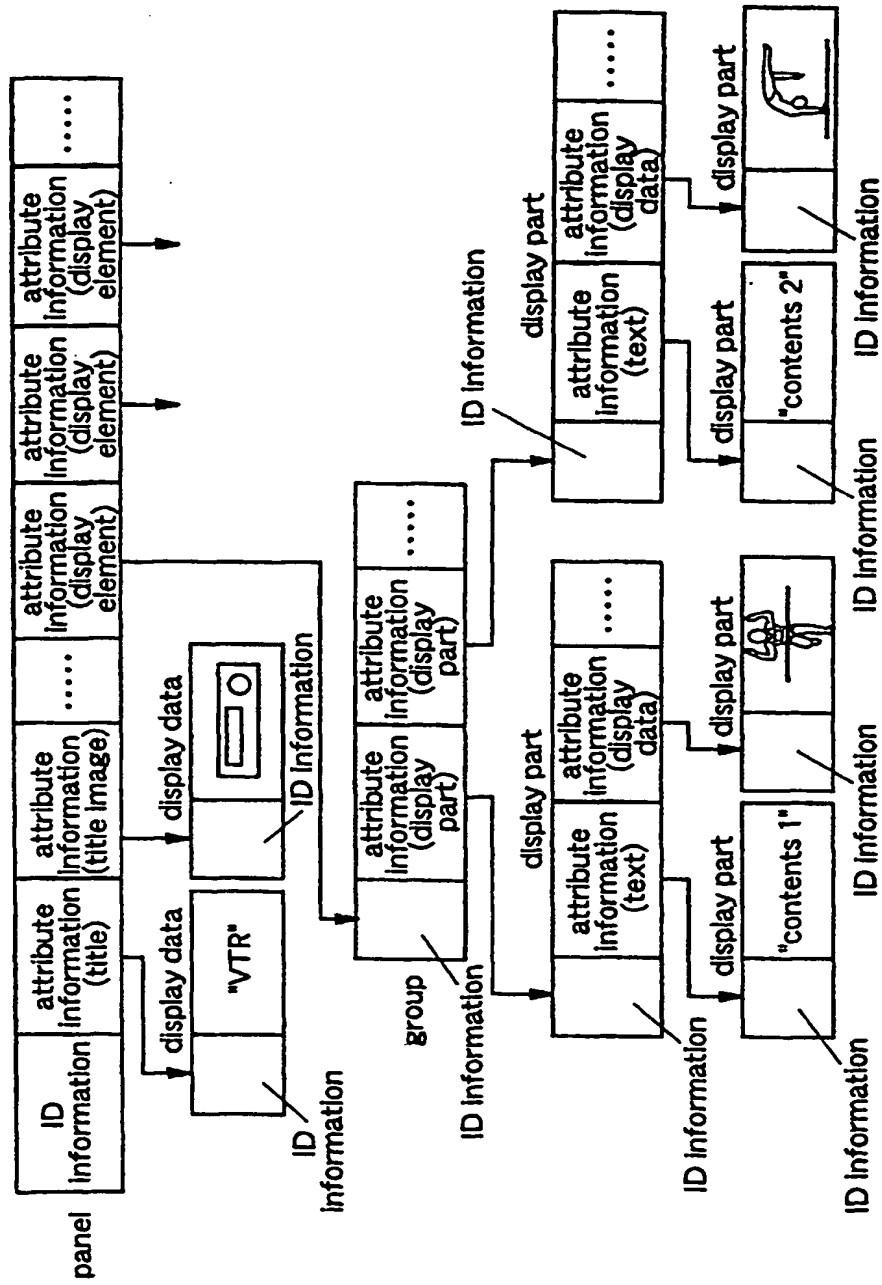 panel
ID
information
attribute
information
(title)
attribute
information
(title image)
.....
attribute
information
(display
element)
attribute
information
(display
element)
attribute
information
(display
element)
.....
display data
"VTR"
ID
information
display data
ID information
group
ID information
attribute
information
(display
part)
attribute
information
(display
part)
.....
display part
ID information
attribute
information
(text)
attribute
information
(display
data)
.....
display part
ID information
attribute
information
(text)
attribute
information
(display
data)
.....
display part
"contents 1"
ID information
display part
ID information
display part
"contents 2"
ID information
display part
ID information